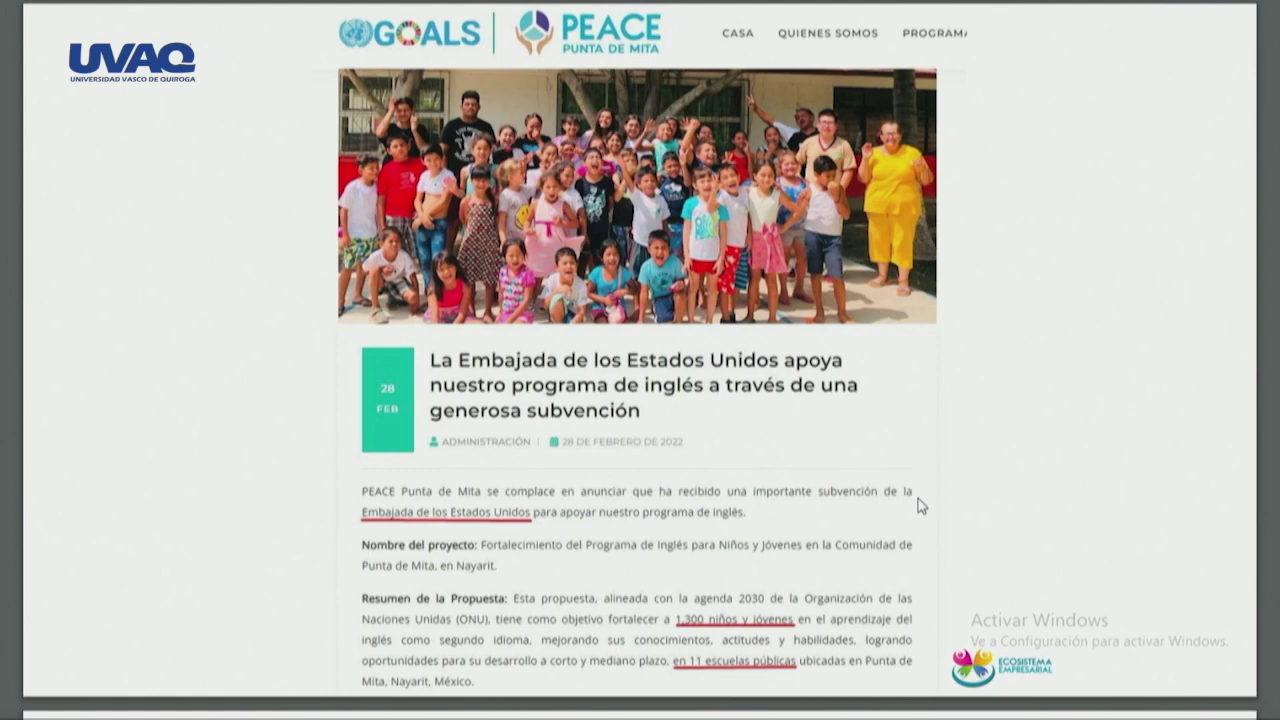 UVAQ
UNIVERSIDAD VASCO DE QUIROGA
GOALS
PEACE
PUNTA DE MITA
CASA QUIENES SOMOS PROGRAMA
28
FEB
La Embajada de los Estados Unidos apoya
nuestro programa de inglés a través de una
generosa subvención
ADMINISTRACIÓN | 28 DE FEBRERO DE 2022
PEACE Punta de Mita se complace en anunciar que ha recibido una importante subvención de la
Embajada de los Estados Unidos para apoyar nuestro programa de inglés.
Nombre del proyecto: Fortalecimiento del Programa de Inglés para Niños y Jóvenes en la Comunidad de
Punta de Mita, en Nayarit.
Resumen de la Propuesta: Esta propuesta, alineada con la agenda 2030 de la Organización de las
Naciones Unidas (ONU), tiene como objetivo fortalecer a 1,300 niños y jóvenes en el aprendizaje del
inglés como segundo idioma, mejorando sus conocimientos, actitudes y habilidades, logrando
oportunidades para su desarrollo a corto y mediano plazo, en 11 escuelas públicas ubicadas en Punta de
Mita, Nayarit, México.
Activar Windows
Ve a Configuración para activar Windows.
ECOSISTEMA
EMPRESARIAL